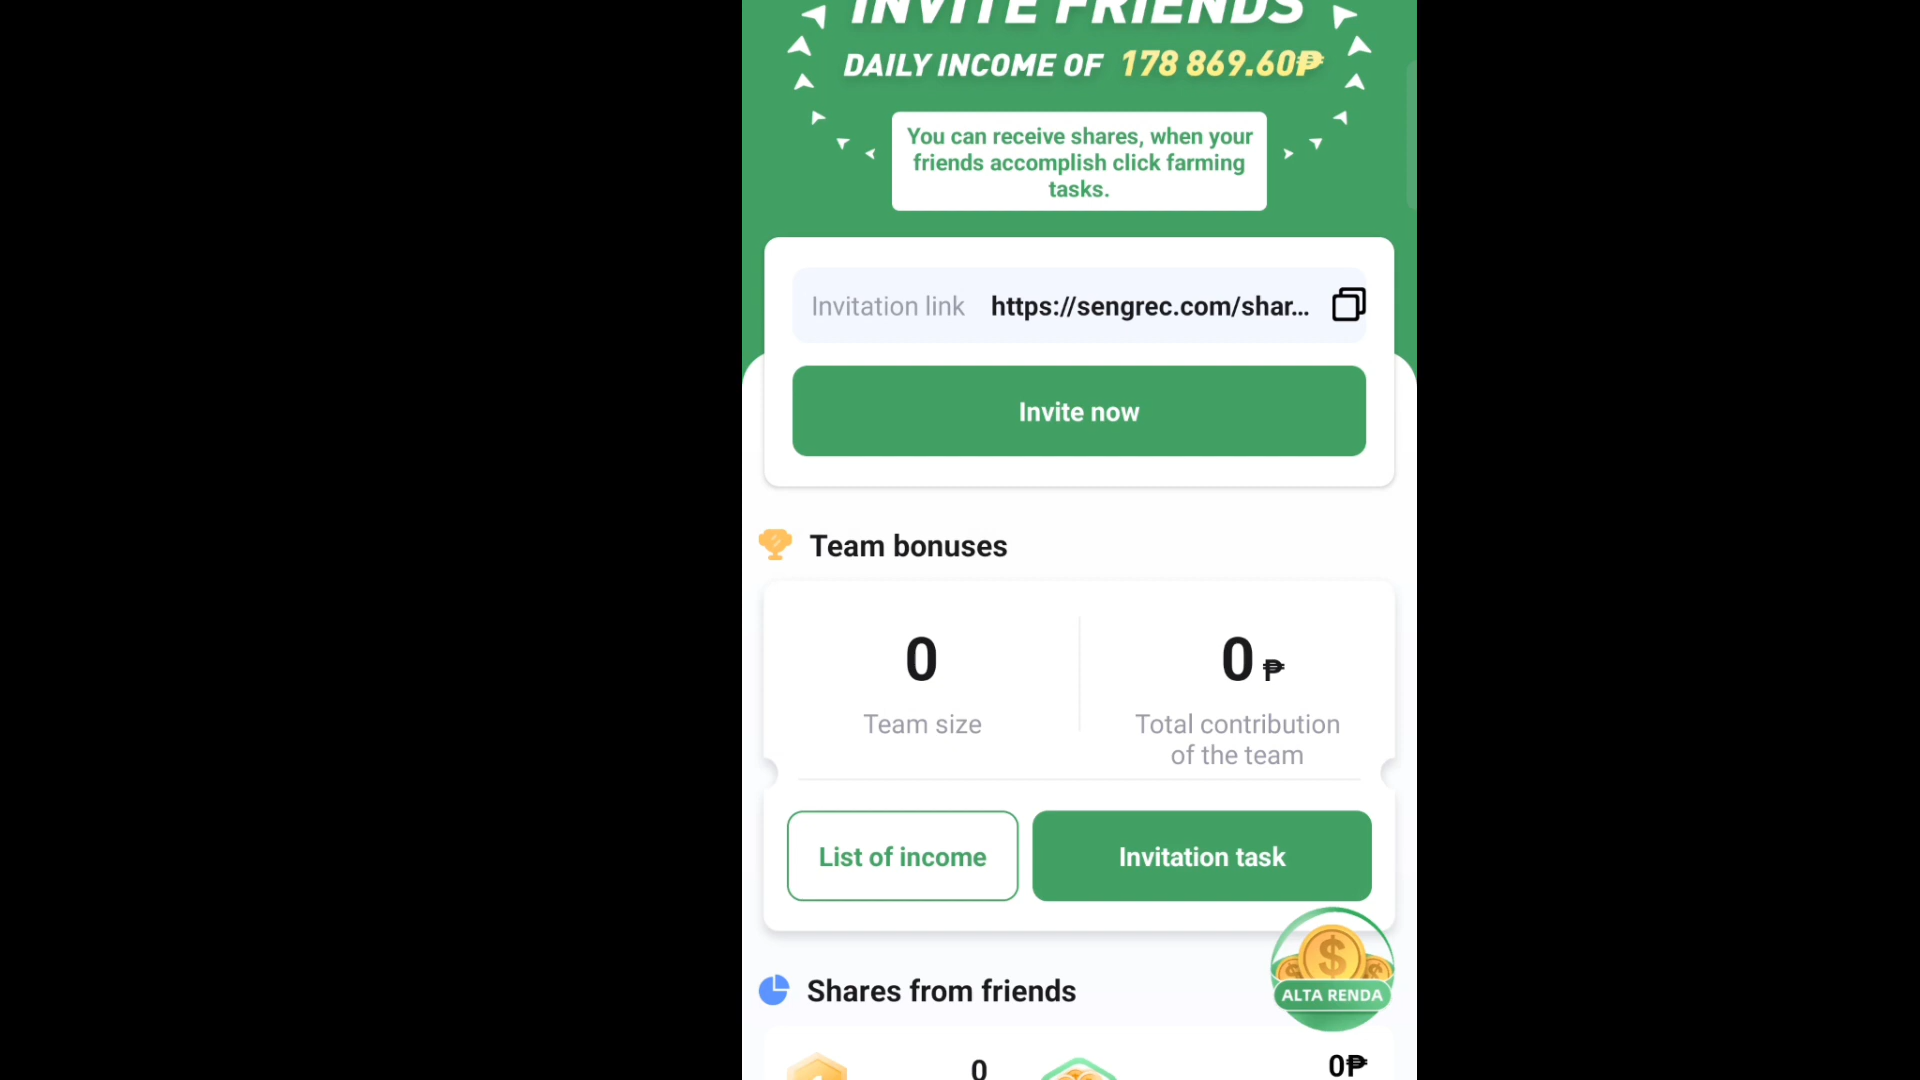 INVITE FRIENDS
DAILY INCOME OF 178 869.60₱
You can receive shares, when your
friends accomplish click farming
tasks.
Invitation link https://sengrec.com/shar...
Invite now
Team bonuses
0
Team size
0 ₱
Total contribution
of the team
List of income
Invitation task
ALTA RENDA
Shares from friends
0
0₱